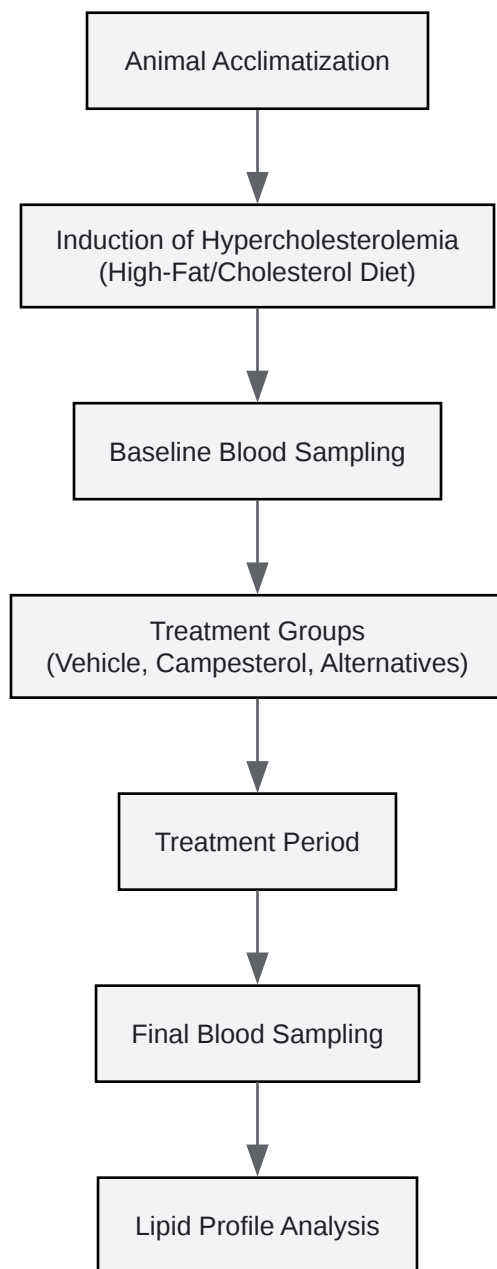 Animal Acclimatization
Induction of Hypercholesterolemia
(High-Fat/Cholesterol Diet)
Baseline Blood Sampling
Treatment Groups
(Vehicle, Campesterol, Alternatives)
Treatment Period
Final Blood Sampling
Lipid Profile Analysis